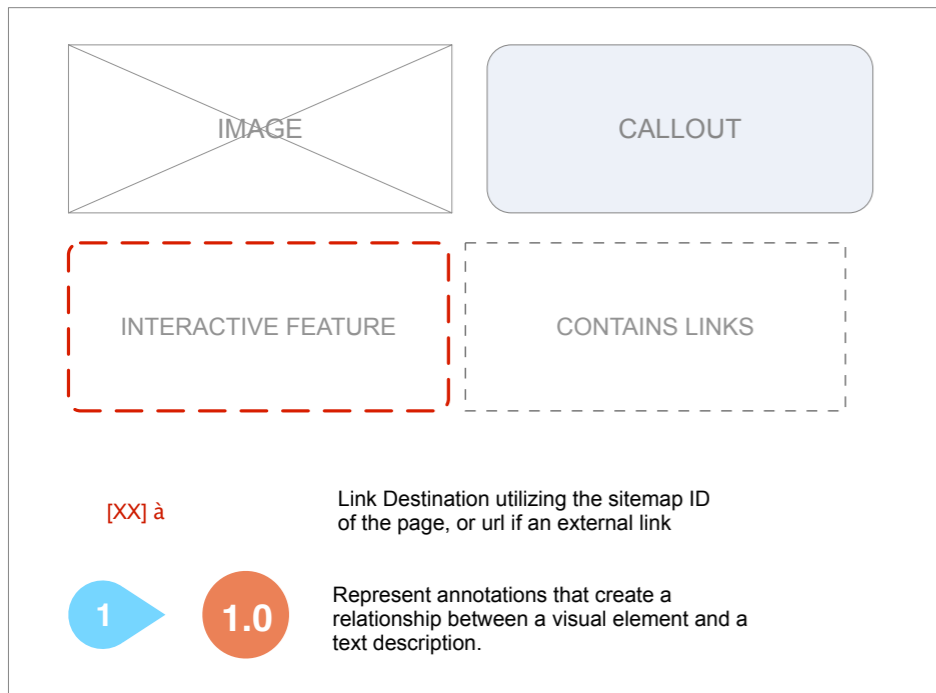 IMAGE
CALLOUT
INTERACTIVE FEATURE
CONTAINS LINKS
[XX] à
Link Destination utilizing the sitemap ID
of the page, or url if an external link
1
1.0
Represent annotations that create a
relationship between a visual element and a
text description.